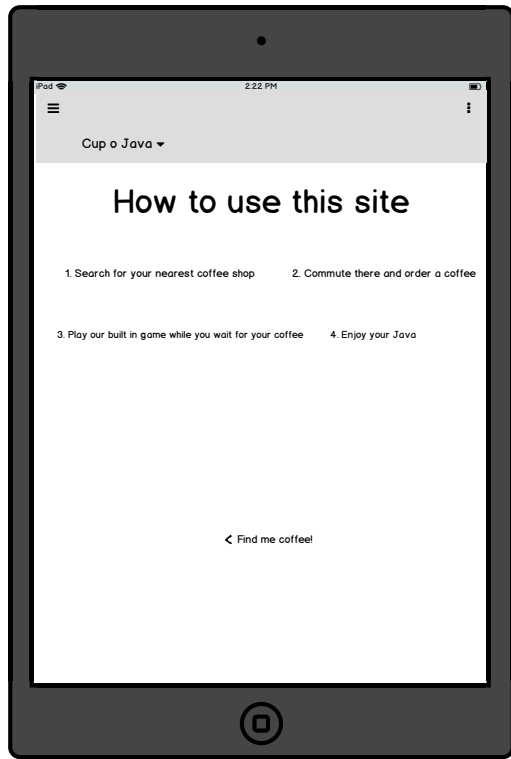 iPad 2:22 PM
Cup o Java
How to use this site
1. Search for your nearest coffee shop 2. Commute there and order a coffee
3. Play our built in game while you wait for your coffee 4. Enjoy your Java
Find me coffee!